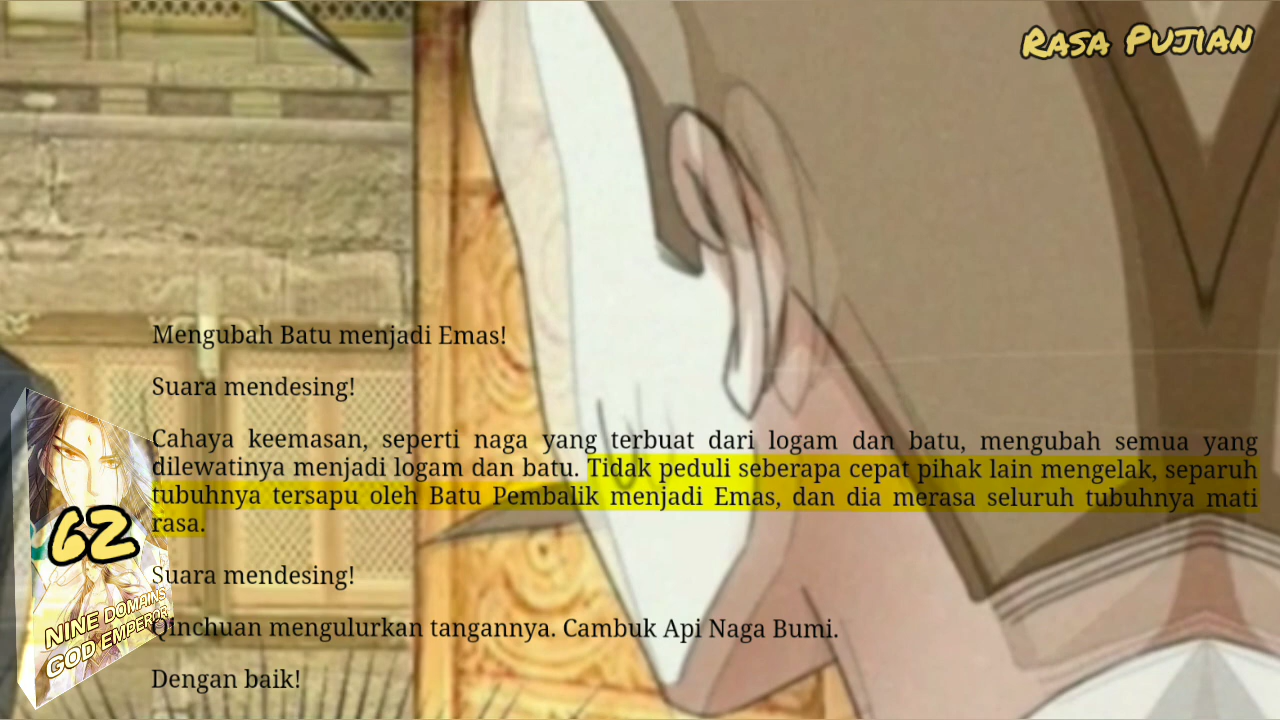 Rasa Pujian
Mengubah Batu menjadi Emas!
Suara mendesing!
Cahaya keemasan, seperti naga yang terbuat dari logam dan batu, mengubah semua yang
dilewatinya menjadi logam dan batu. Tidak peduli seberapa cepat pihak lain mengelak, separuh
tubuhnya tersapu oleh Batu Pembalik menjadi Emas, dan dia merasa seluruh tubuhnya mati
rasa.
Suara mendesing!
Qinchuan mengulurkan tangannya. Cambuk Api Naga Bumi.
Dengan baik!
62
NINE DOMAINS
GOD EMPEROR